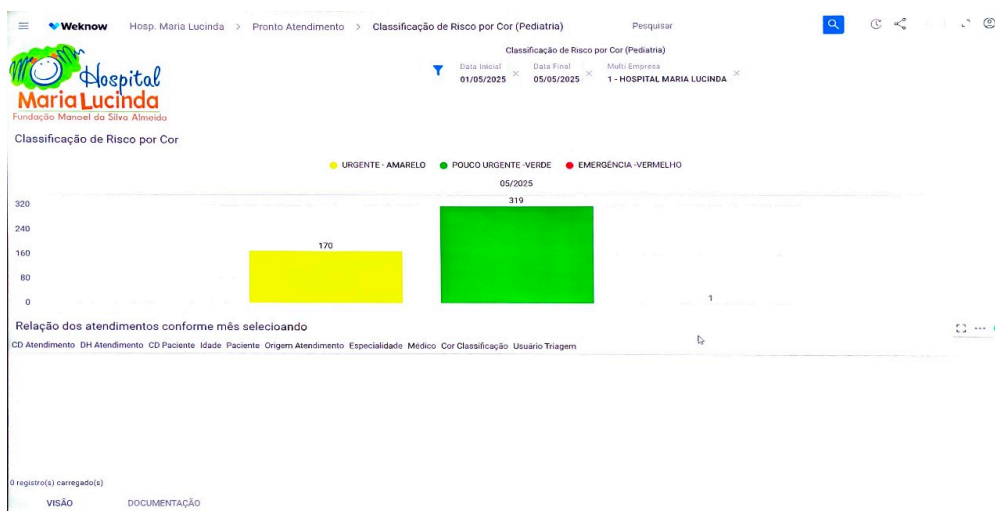 Weknow Hosp. Maria Lucinda > Pronto Atendimento > Classificação de Risco por Cor (Pediatria) Pesquisar
Classificação de Risco por Cor (Pediatria)
Data Inicial Data Final Multi Empresa
01/05/2025 × 05/05/2025 × 1 - HOSPITAL MARIA LUCINDA ×
Hospital
Maria Lucinda
Fundação Manoel da Silva Almeida
Classificação de Risco por Cor
URGENTE - AMARELO POUCO URGENTE -VERDE EMERGÊNCIA -VERMELHO
05/2025
320
319
240
170
160
80
1
0
Relação dos atendimentos conforme mês selecioando
CD Atendimento DH Atendimento CD Paciente Idade Paciente Origem Atendimento Especialidade Médico Cor Classificação Usuário Triagem
0 registro(s) carregado(s)
VISÃO DOCUMENTAÇÃO